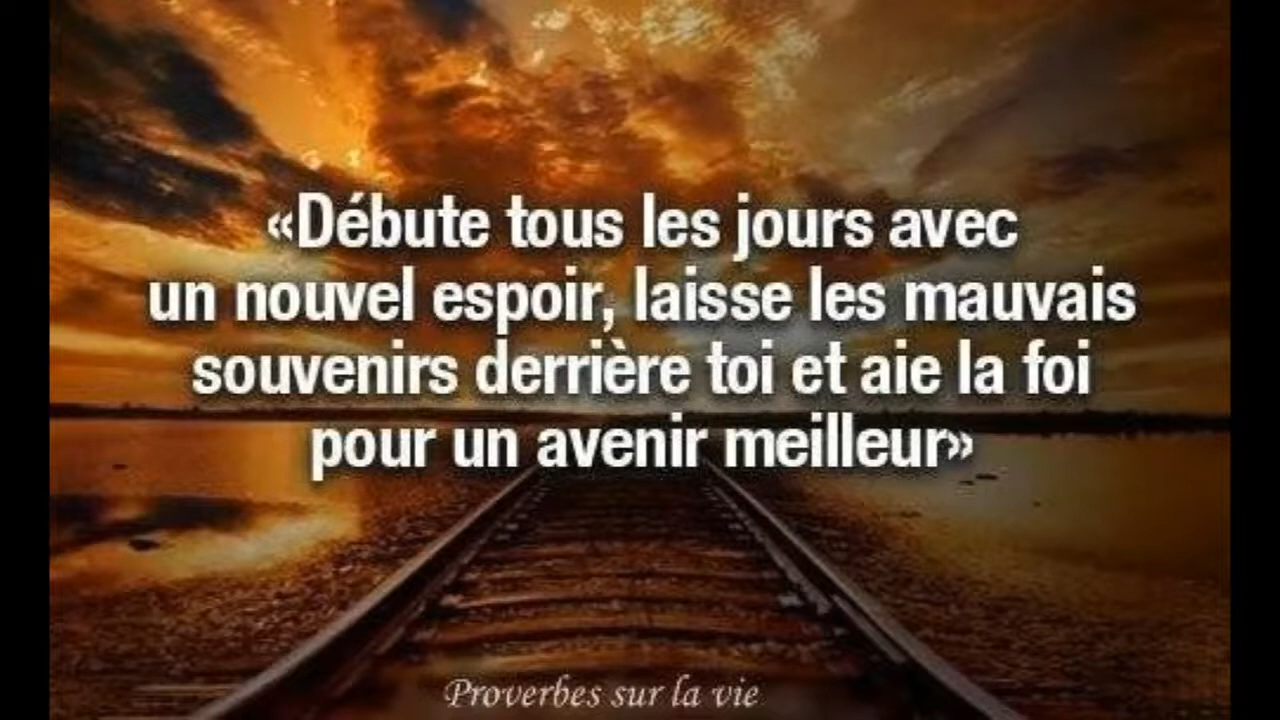 «Débute tous les jours avec
un nouvel espoir, laisse les mauvais
souvenirs derrière toi et aie la foi
pour un avenir meilleur»
Proverbes sur la vie